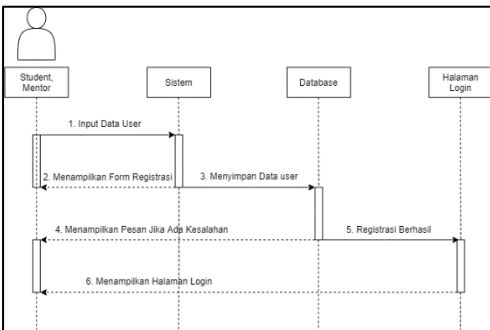 Student,
Mentor
Sistem
Database
Halaman
Login
1. Input Data User
2. Menampilkan Form Registrasi
3. Menyimpan Data user
4. Menampilkan Pesan Jika Ada Kesalahan
5. Registrasi Berhasil
6. Menampilkan Halaman Login